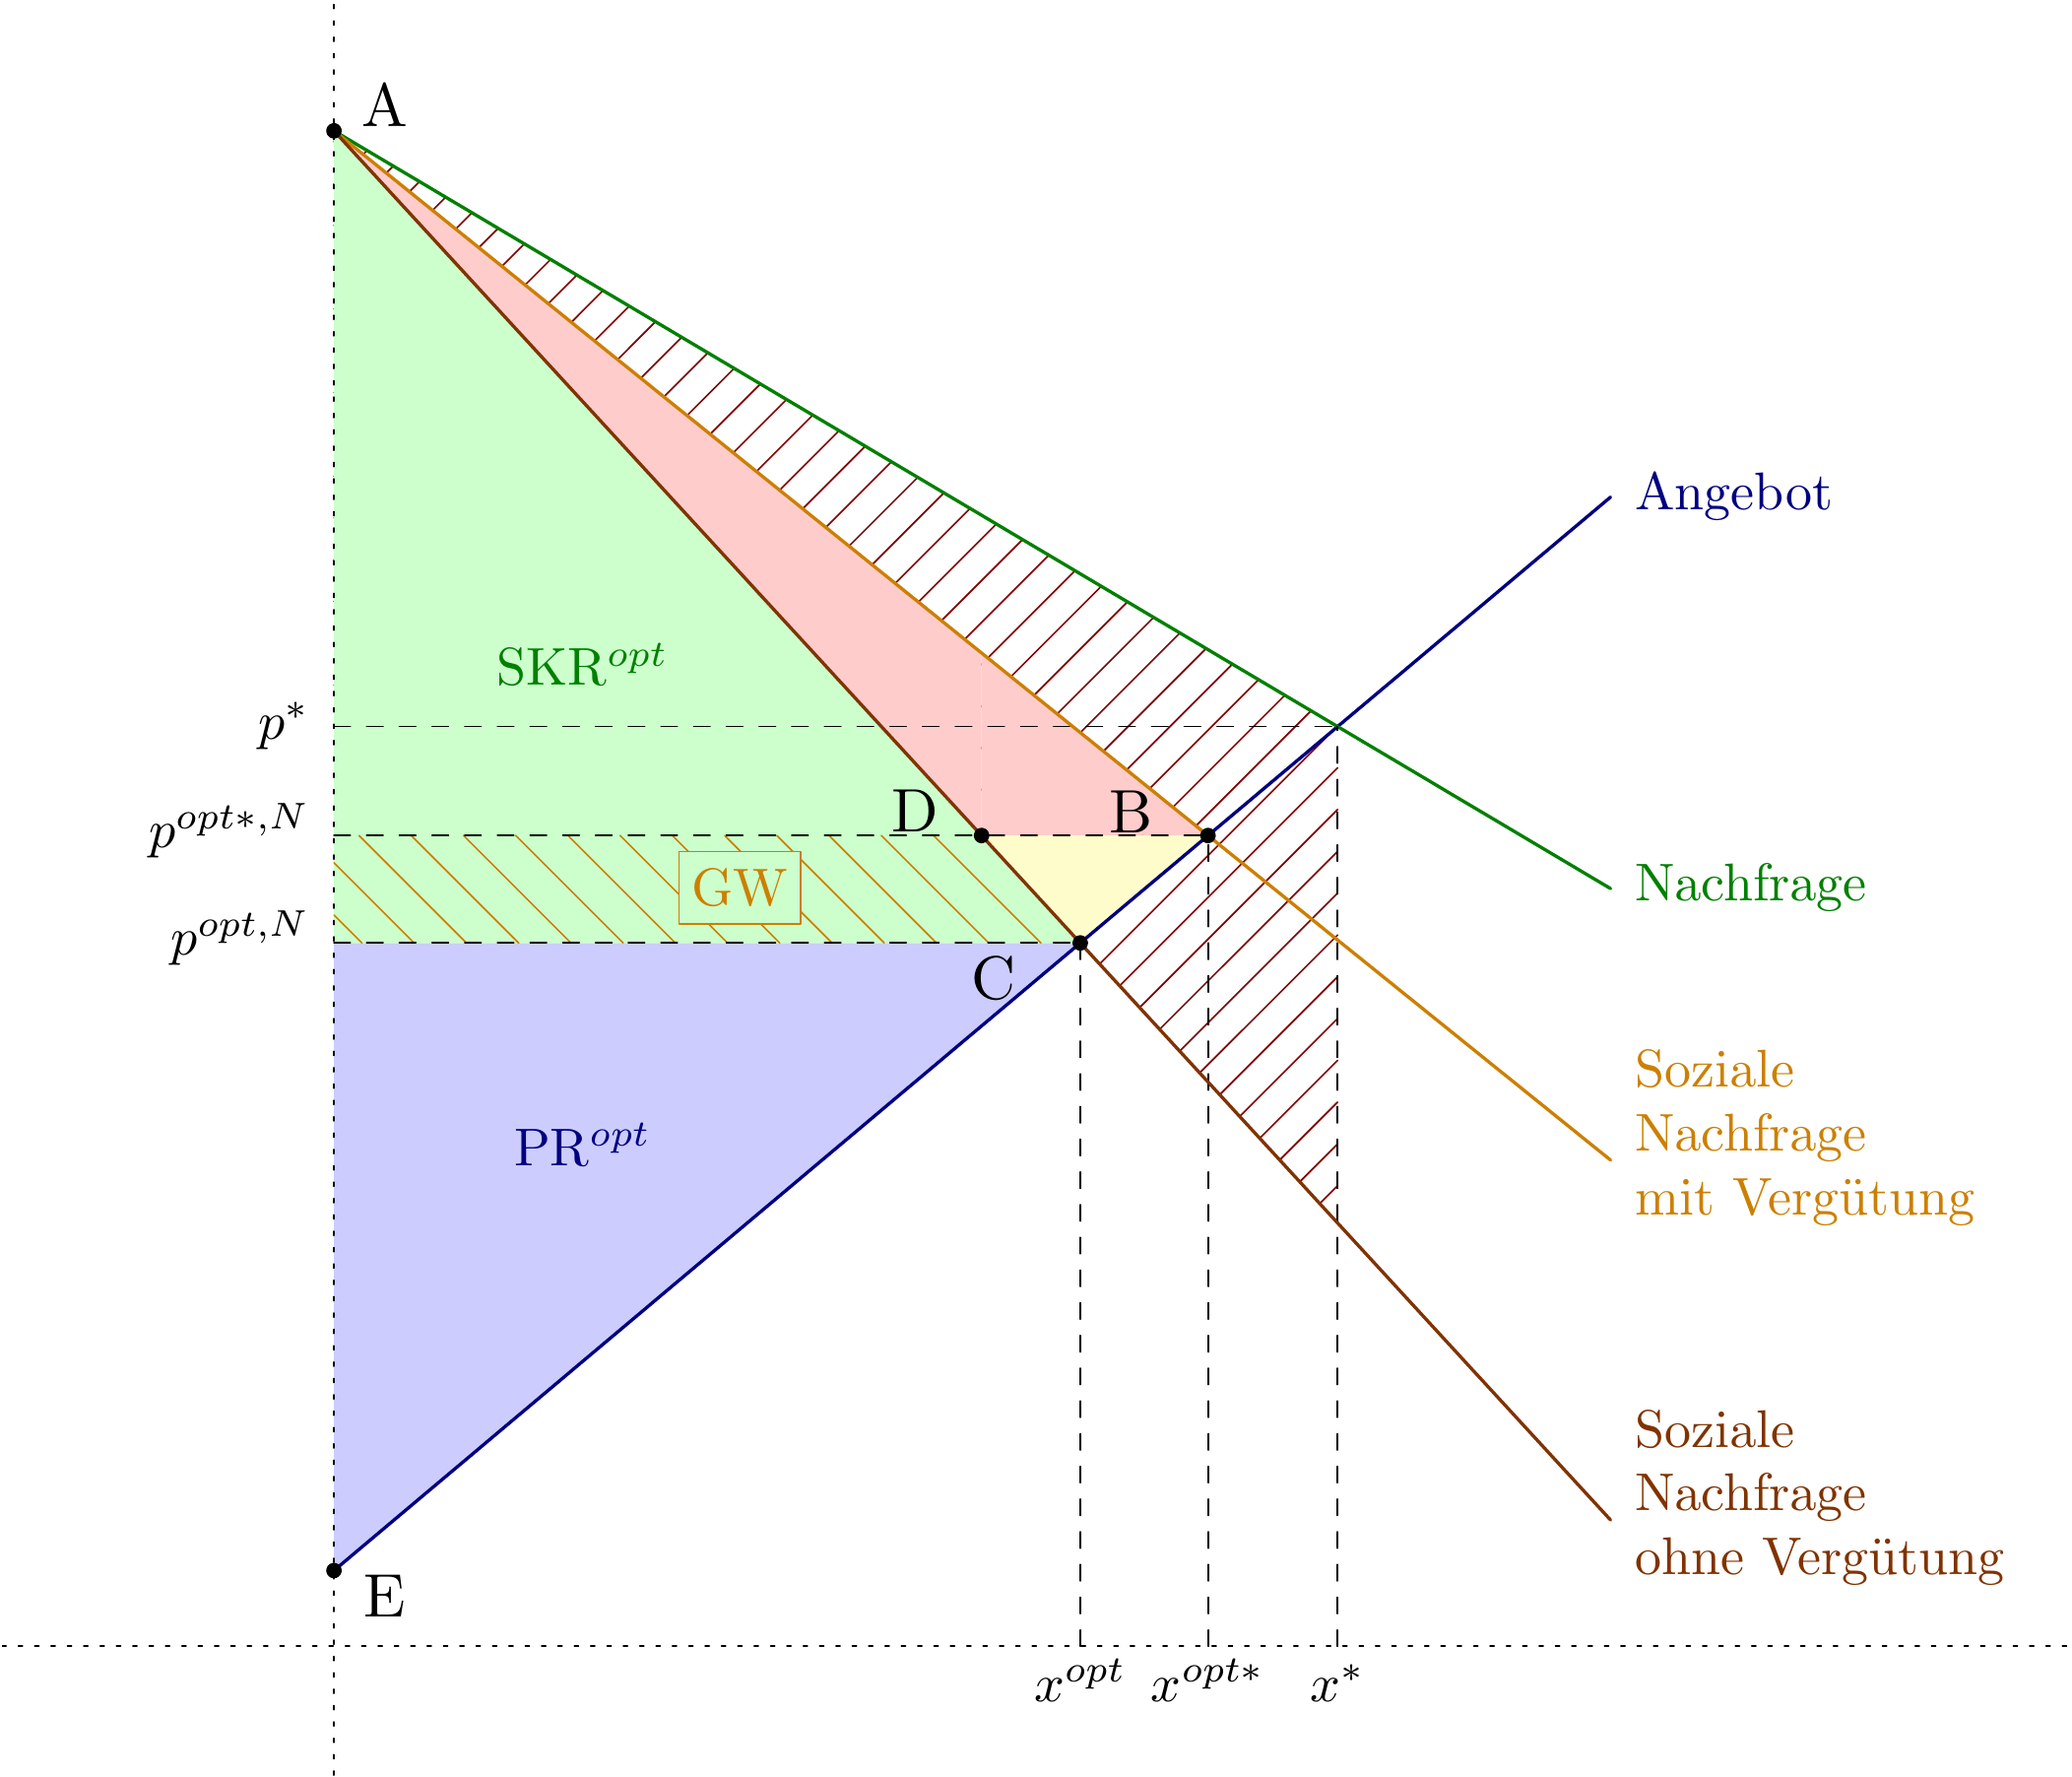 A
Angebot
SKR^{opt}
p*
p^{opt*,N}
D
B
GW
Nachfrage
p^{opt,N}
C
Soziale
Nachfrage
mit Vergütung
PR^{opt}
Soziale
Nachfrage
ohne Vergütung
E
x^{opt} x^{opt*} x*